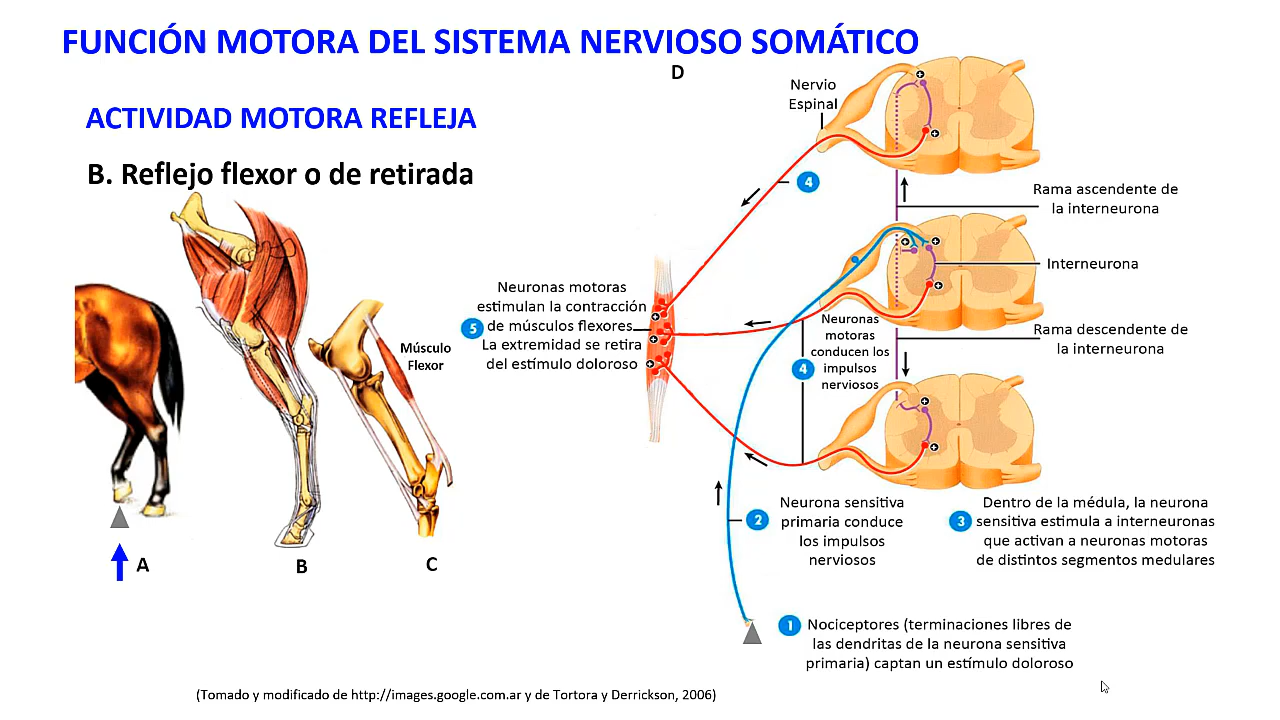 FUNCIÓN MOTORA DEL SISTEMA NERVIOSO SOMÁTICO
ACTIVIDAD MOTORA REFLEJA
B. Reflejo flexor o de retirada
A
B
Músculo
Flexor
C
D
Nervio
Espinal
4
Rama ascendente de
la interneurona
Interneurona
Rama descendente de
la interneurona
Neuronas motoras
estimulan la contracción
5 de músculos flexores
La extremidad se retira
del estímulo doloroso
Neuronas
motoras
conducen los
4 impulsos
nerviosos
Neurona sensitiva
2 primaria conduce
los impulsos
nerviosos
Dentro de la médula, la neurona
3 sensitiva estimula a interneuronas
que activan a neuronas motoras
de distintos segmentos medulares
1 Nociceptores (terminaciones libres de
las dendritas de la neurona sensitiva
primaria) captan un estímulo doloroso
(Tomado y modificado de http://images.google.com.ar y de Tortora y Derrickson, 2006)